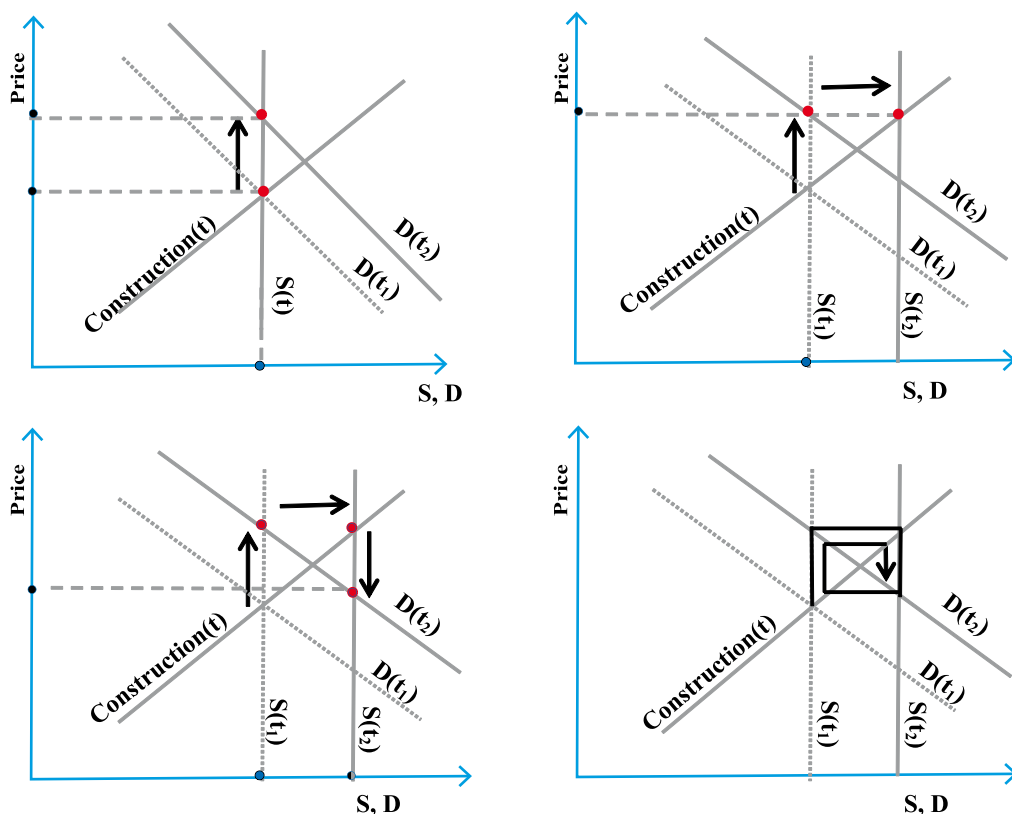 Price
Construction(t)
S(t)
D(t₁)
D(t₂)
S, D
Price
Construction(t)
S(t₁)
S(t₂)
D(t₁)
D(t₂)
S, D
Price
Construction(t)
S(t₁)
S(t₂)
D(t₁)
D(t₂)
S, D
Price
Construction(t)
S(t₁)
S(t₂)
D(t₁)
D(t₂)
S, D